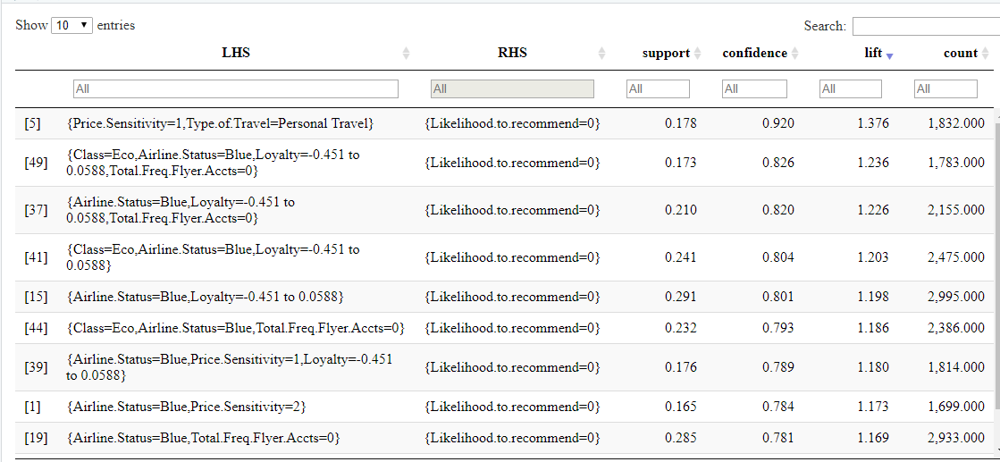 Show 10 entries Search:
LHS RHS support confidence lift count
All All All All All All
[5] {Price.Sensitivity=1,Type.of.Travel=Personal Travel} {Likelihood.to.recommend=0} 0.178 0.920 1.376 1,832.000
{Class=Eco,Airline.Status=Blue,Loyalty=-0.451 to
[49] 0.0588,Total.Freq.Flyer.Accts=0} {Likelihood.to.recommend=0} 0.173 0.826 1.236 1,783.000
{Airline.Status=Blue,Loyalty=-0.451 to
[37] 0.0588,Total.Freq.Flyer.Accts=0} {Likelihood.to.recommend=0} 0.210 0.820 1.226 2,155.000
{Class=Eco,Airline.Status=Blue,Loyalty=-0.451 to
[41] 0.0588} {Likelihood.to.recommend=0} 0.241 0.804 1.203 2,475.000
[15] {Airline.Status=Blue,Loyalty=-0.451 to 0.0588} {Likelihood.to.recommend=0} 0.291 0.801 1.198 2,995.000
[44] {Class=Eco,Airline.Status=Blue,Total.Freq.Flyer.Accts=0} {Likelihood.to.recommend=0} 0.232 0.793 1.186 2,386.000
{Airline.Status=Blue,Price.Sensitivity=1,Loyalty=-0.451
[39] to 0.0588} {Likelihood.to.recommend=0} 0.176 0.789 1.180 1,814.000
[1] {Airline.Status=Blue,Price.Sensitivity=2} {Likelihood.to.recommend=0} 0.165 0.784 1.173 1,699.000
[19] {Airline.Status=Blue,Total.Freq.Flyer.Accts=0} {Likelihood.to.recommend=0} 0.285 0.781 1.169 2,933.000